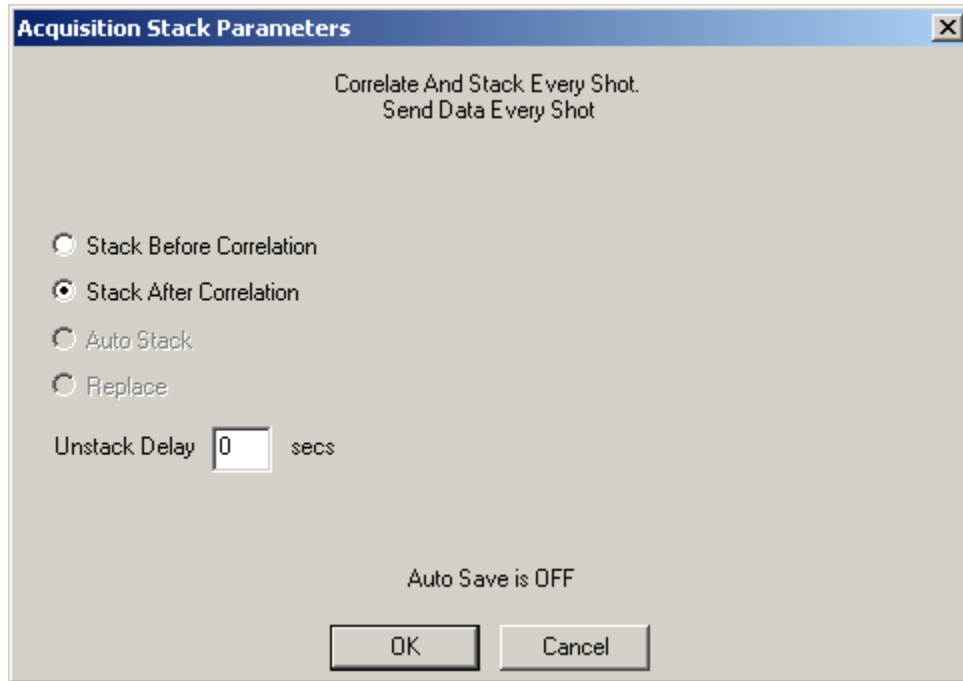 Acquisition Stack Parameters
Correlate And Stack Every Shot.
Send Data Every Shot
Stack Before Correlation
Stack After Correlation
Auto Stack
Replace
Unstack Delay 0 secs
Auto Save is OFF
OK Cancel